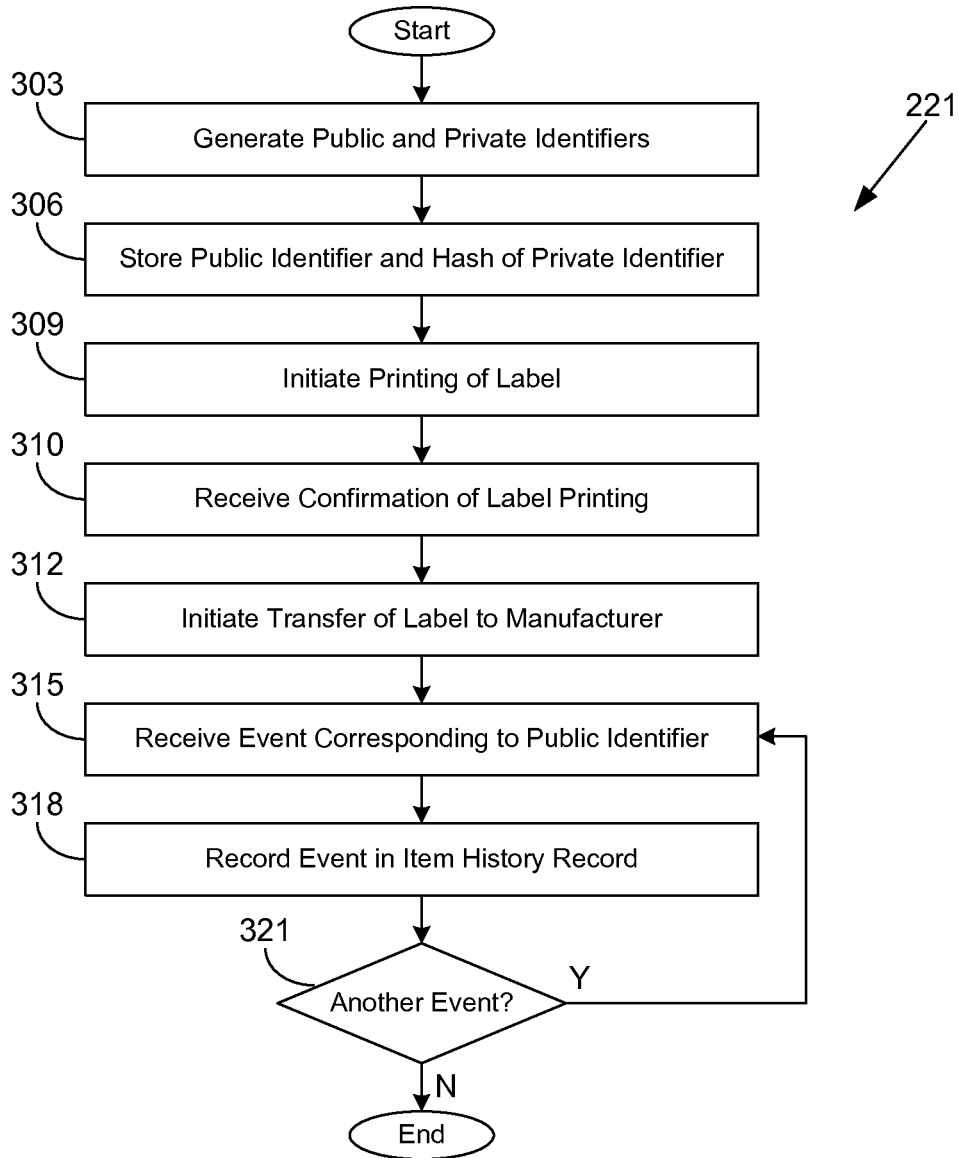 Start
303
Generate Public and Private Identifiers
221
306
Store Public Identifier and Hash of Private Identifier
309
Initiate Printing of Label
310
Receive Confirmation of Label Printing
312
Initiate Transfer of Label to Manufacturer
315
Receive Event Corresponding to Public Identifier
318
Record Event in Item History Record
321
Another Event?
Y
N
End